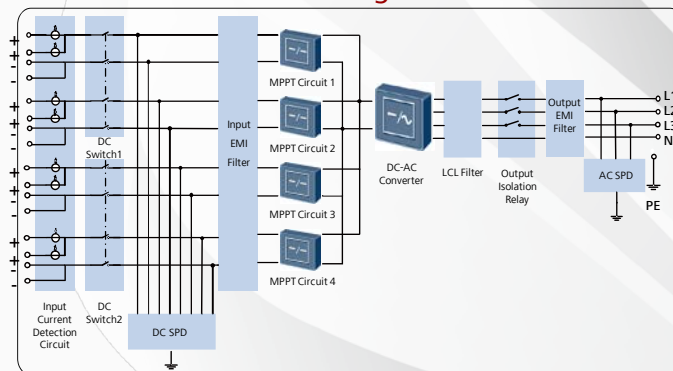 +
+
-
-
+
+
-
-
+
+
-
-
+
+
-
-
Input
Current
Detection
Circuit
DC
Switch1
DC
Switch2
DC SPD
Input
EMI
Filter
MPPT Circuit 1
MPPT Circuit 2
MPPT Circuit 3
MPPT Circuit 4
DC-AC
Converter
LCL Filter
Output
Isolation
Relay
Output
EMI
Filter
AC SPD
L1
L2
L3
N
PE